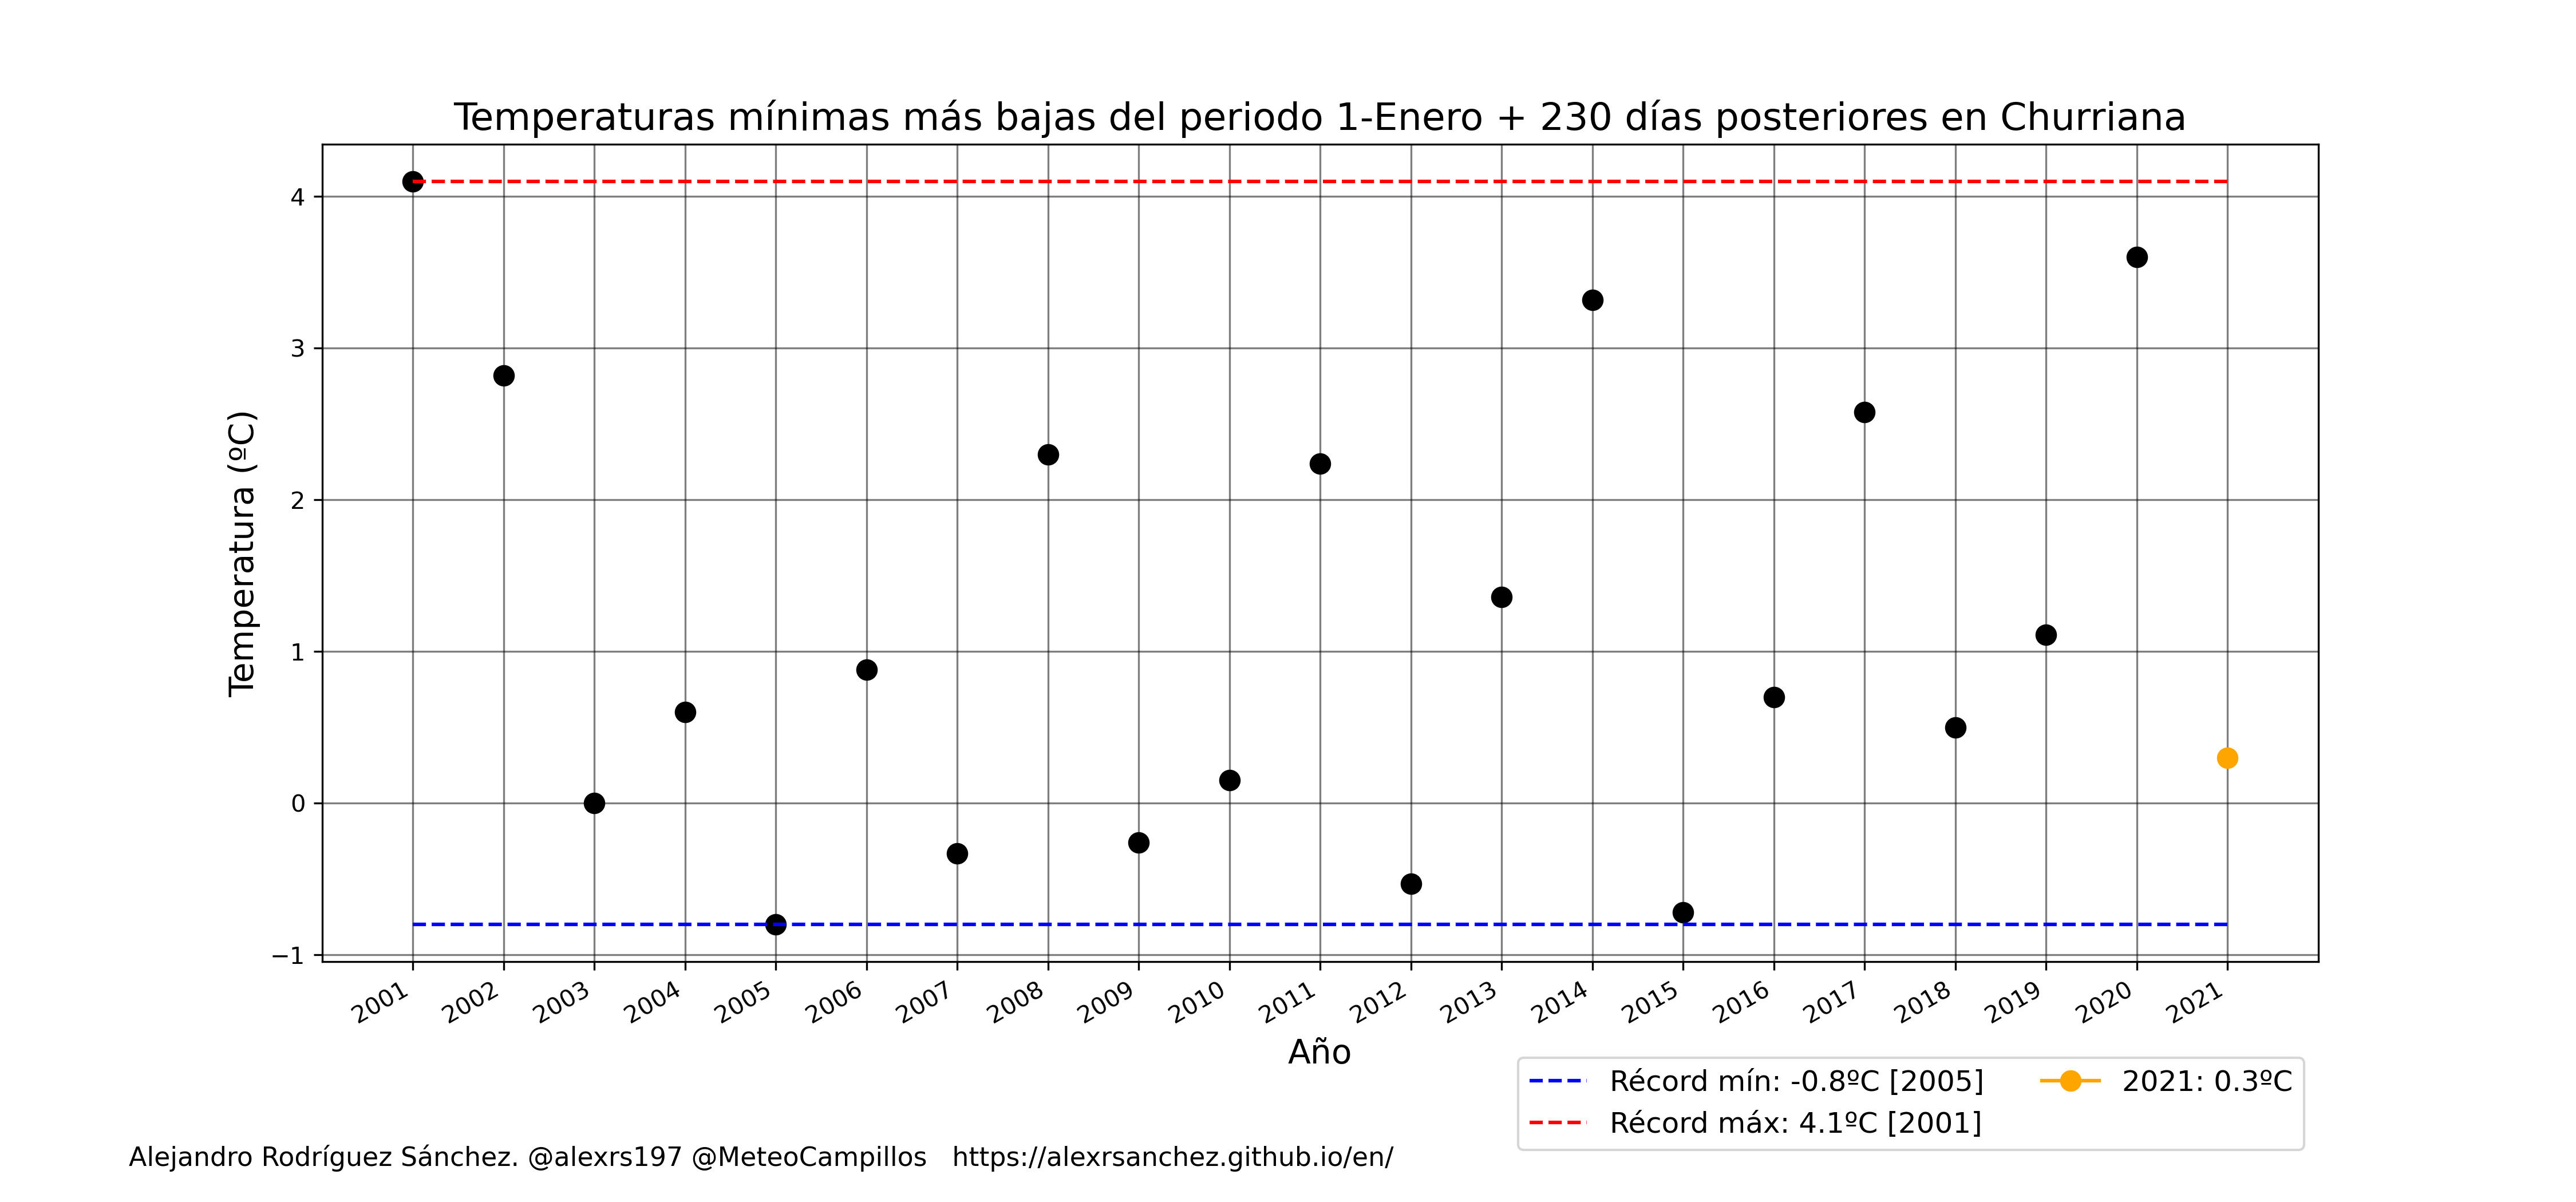 Temperaturas mínimas más bajas del periodo 1-Enero + 230 días posteriores en Churriana
Temperatura (ºC)
4
3
2
1
0
−1
2001 2002 2003 2004 2005 2006 2007 2008 2009 2010 2011 2012 2013 2014 2015 2016 2017 2018 2019 2020 2021
Año
Récord mín: -0.8ºC [2005]
Récord máx: 4.1ºC [2001]
2021: 0.3ºC
Alejandro Rodríguez Sánchez. @alexrs197 @MeteoCampillos https://alexrsanchez.github.io/en/